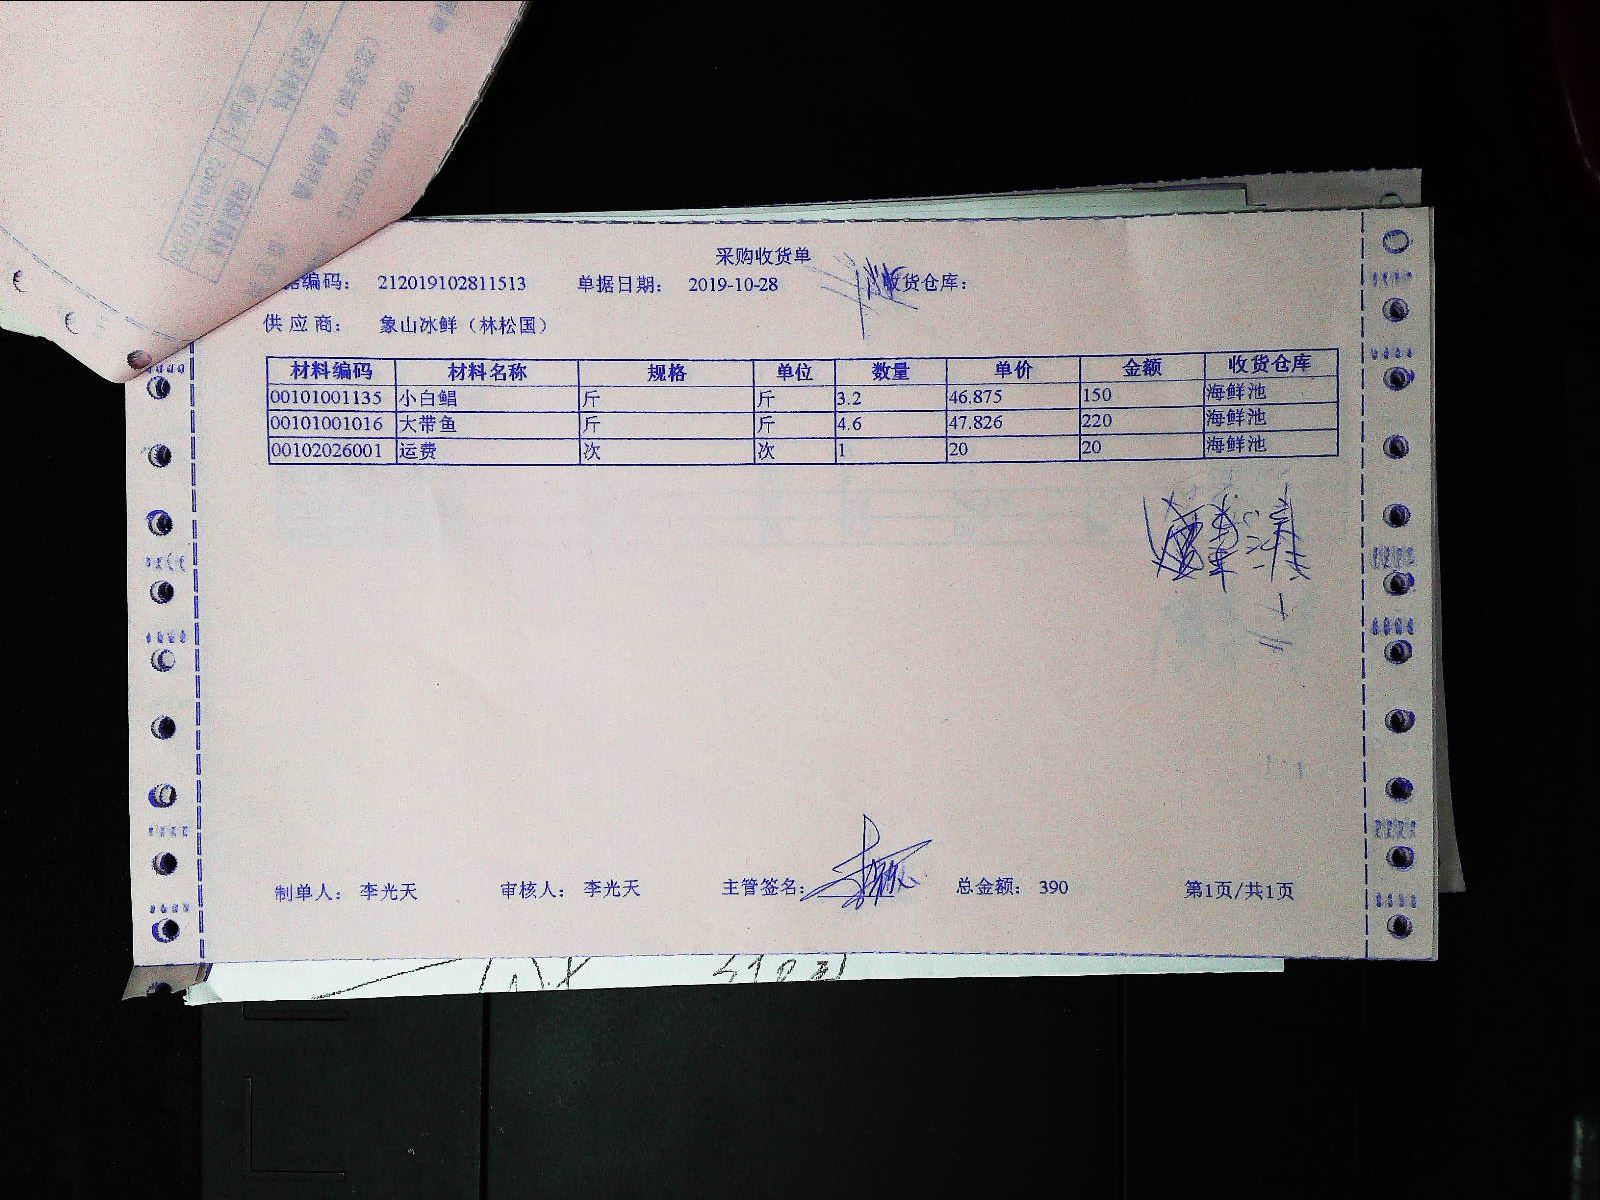 采购收货单
据编码： 212019102811513 单据日期： 2019-10-28 收货仓库：
供 应 商： 象山冰鲜（林松国）
材料编码 材料名称 规格 单位 数量 单价 金额 收货仓库
00101001135 小白鲳 斤 斤 3.2 46.875 150 海鲜池
00101001016 大带鱼 斤 斤 4.6 47.826 220 海鲜池
00102026001 运费 次 次 1 20 20 海鲜池
制单人： 李光天 审核人： 李光天 主管签名： 总金额： 390 第1页/共1页